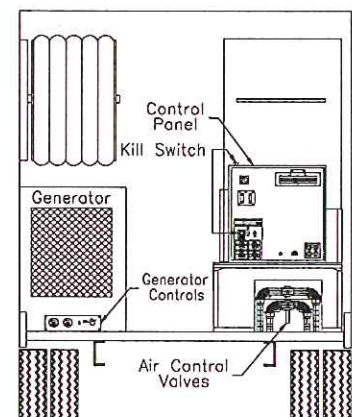 Control
Panel
Kill Switch
Generator
Generator
Controls
Air Control
Valves